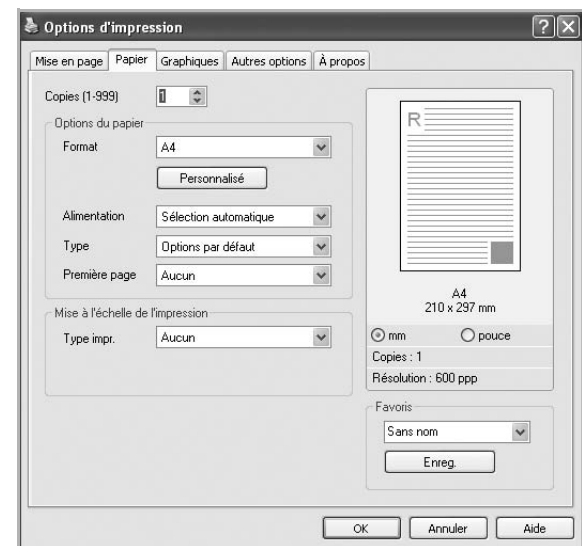 Options d'impression
Mise en page Papier Graphiques Autres options À propos
Copies (1-999) 1
Options du papier
Format A4
Personnalisé
Alimentation Sélection automatique
Type Options par défaut
Première page Aucun
Mise à l'échelle de l'impression
Type impr. Aucun
R
A4
210 x 297 mm
mm pouce
Copies : 1
Résolution : 600 ppp
Favoris
Sans nom
Enreg.
OK Annuler Aide